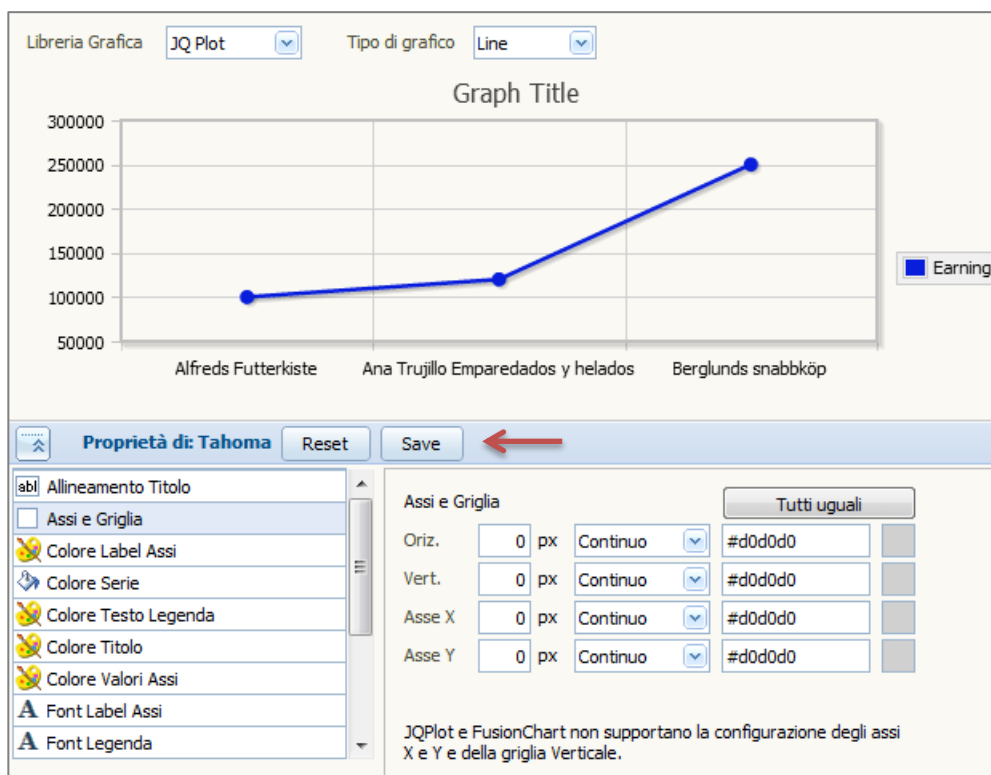 Libreria Grafica JQ Plot Tipo di grafico Line
Graph Title
300000
250000
200000
150000
100000
50000
Earning
Alfreds Futterkiste Ana Trujillo Emparedados y helados Berglunds snabbköp
Proprietà di: Tahoma Reset Save
abl Allineamento Titolo
Assi e Griglia
Colore Label Assi
Colore Serie
Colore Testo Legenda
Colore Titolo
Colore Valori Assi
A Font Label Assi
A Font Legenda
Assi e Griglia Tutti uguali
Oriz. 0 px Continuo #d0d0d0
Vert. 0 px Continuo #d0d0d0
Asse X 0 px Continuo #d0d0d0
Asse Y 0 px Continuo #d0d0d0
JQPlot e FusionChart non supportano la configurazione degli assi
X e Y e della griglia Verticale.